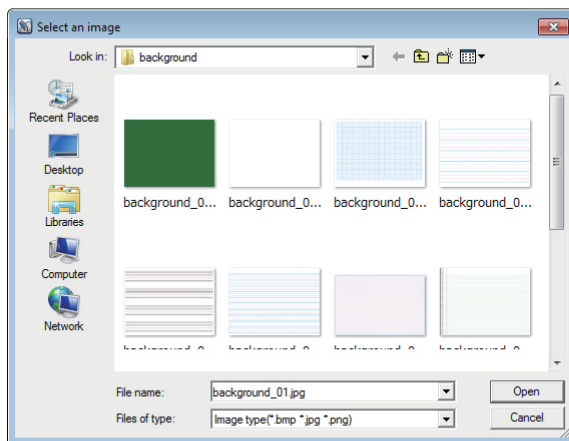 Select an image
Look in: background
Recent Places
Desktop
Libraries
Computer
Network
background_0... background_0... background_0... background_0...
File name: background_01.jpg Open
Files of type: Image type(*.bmp *.jpg *.png) Cancel